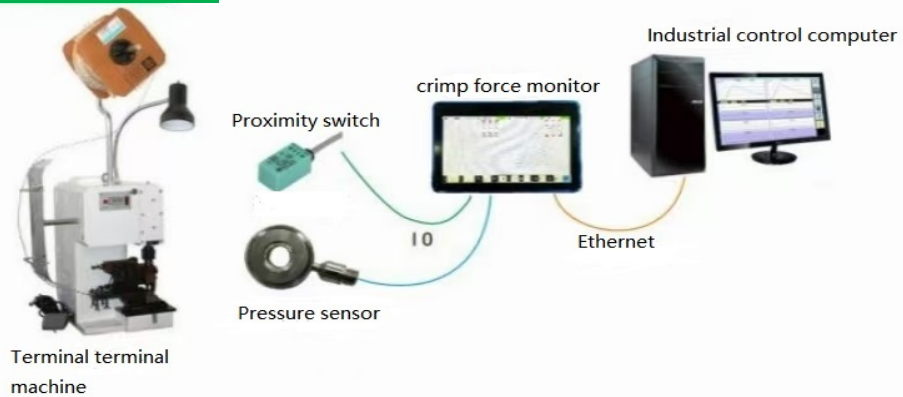 Industrial control computer
crimp force monitor
Proximity switch
IO
Ethernet
Pressure sensor
Terminal terminal
machine